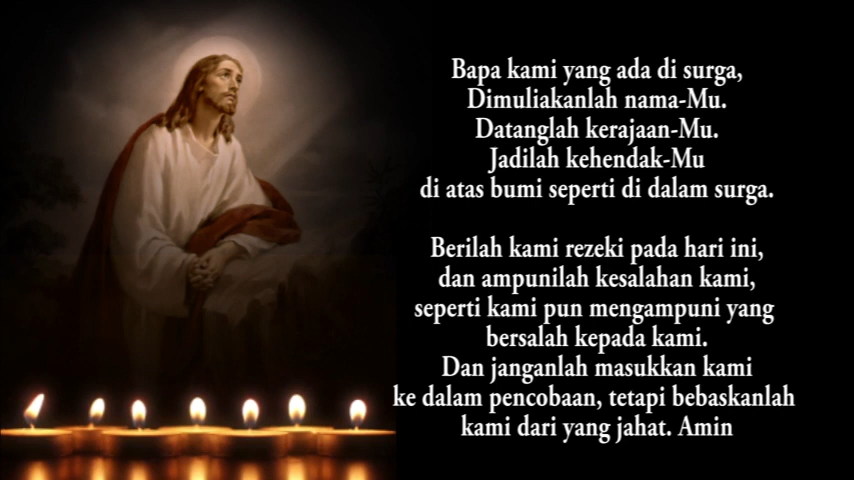 Bapa kami yang ada di surga,
Dimuliakanlah nama-Mu.
Datanglah kerajaan-Mu.
Jadilah kehendak-Mu
di atas bumi seperti di dalam surga.
Berilah kami rezeki pada hari ini,
dan ampunilah kesalahan kami,
seperti kami pun mengampuni yang
bersalah kepada kami.
Dan janganlah masukkan kami
ke dalam pencobaan, tetapi bebaskanlah
kami dari yang jahat. Amin